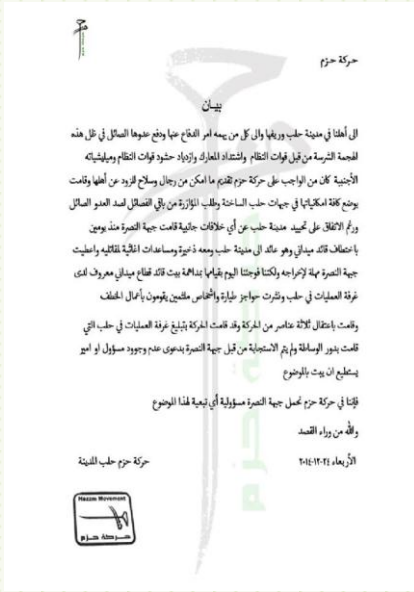 حركة حزم
بيان
الى أهلنا في مدينة حلب وريفها والى كل من يهمه امر الدفاع عنها ودفع عدوها الصائل في ظل هذه
الهجمة الشرسة من قبل قوات النظام واشتداد المعارك وازدياد حشود قوات النظام وميليشياته
الأجنبية كان من الواجب على حركة حزم تقديم ما امكن من رجال وسلاح للزود عن أهلها وقامت
بوضع كافة امكانياتها في جبهات حلب الساخنة وطلب المؤازرة من باقي الفصائل لصد العدو الصائل
ورغم الاتفاق على تحييد مدينة حلب عن أي خلافات جانبية قامت جبهة النصرة منذ يومين
باختطاف قائد ميداني وهو عائد الى مدينة حلب ومعه ذخيرة ومساعدات اغاثية لمقاتليه واعطيت
جبهة النصرة مهلة لإخراجه ولكننا فوجئنا اليوم بقيامها بمداهمة بيت قائد قطاع ميداني معروف لدى
غرفة العمليات في حلب ونشرت حواجز طيارة واشخاص ملثمين يقومون بأعمال الخطف
وقامت باعتقال ثلاثة عناصر من الحركة وقد قامت الحركة بتبليغ غرفة العمليات في حلب التي
قامت بدور الوساطة ولم يتم الاستجابة من قبل جبهة النصرة بدعوى عدم وجوود مسؤول او امير
يستطيع ان يبت بالموضوع
فإننا في حركة حزم نحمل جبهة النصرة مسؤولية أي تبعية لهذا الموضوع
والله من وراء القصد
الأربعاء ٢٤-١٢-٢٠١٤
حركة حزم حلب المدينة
Hazzm Movement
حركة حزم
حركة حزم